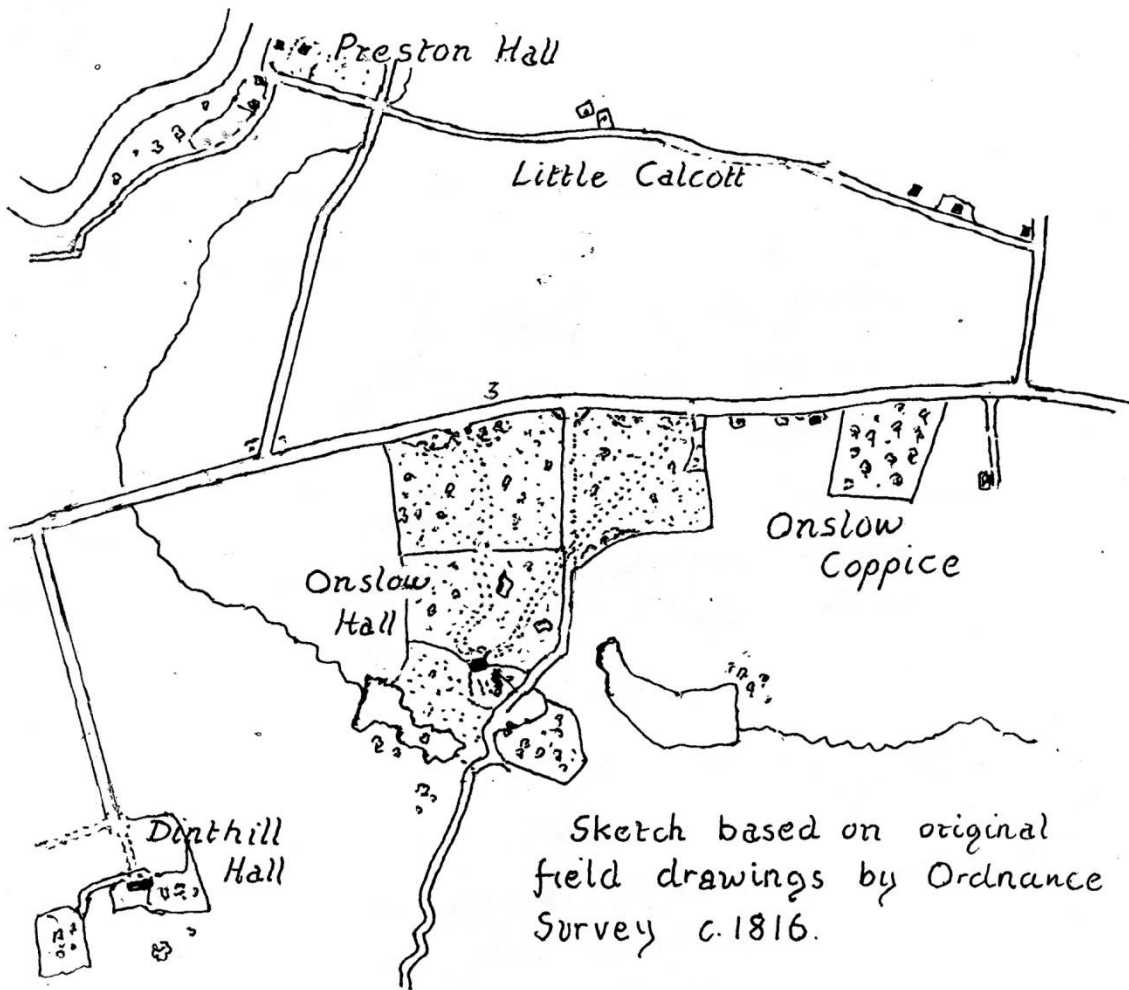 Preston Hall
Little Calcott
3
Onslow
Coppice
Onslow
Hall
Dinthill
Hall
Sketch based on original
field drawings by Ordnance
Survey c.1816.